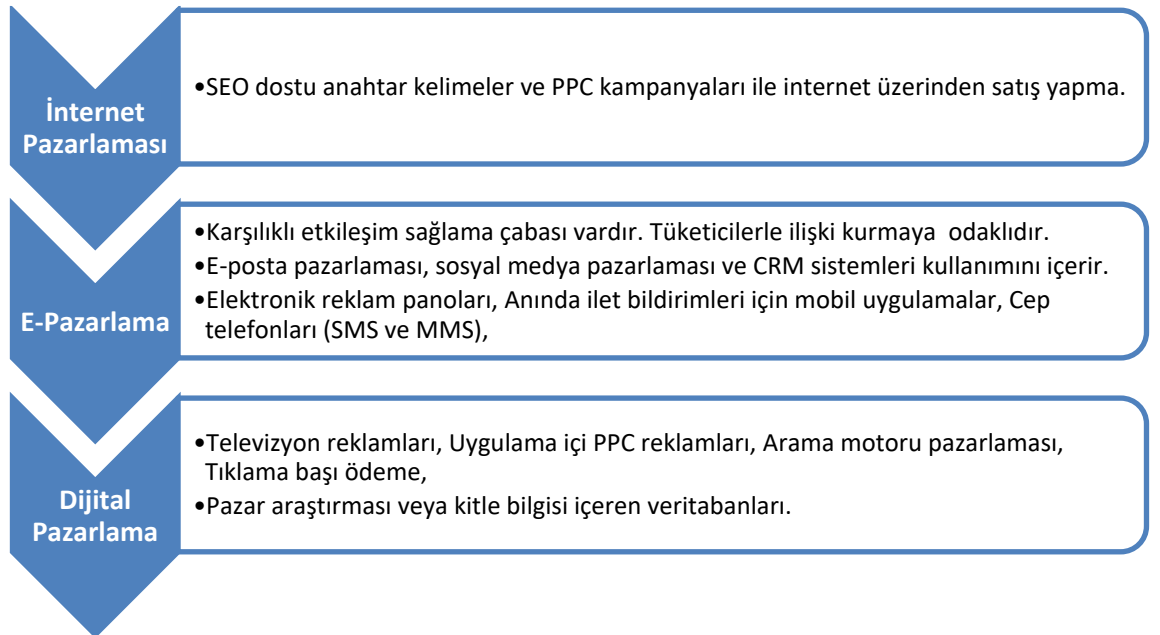 İnternet
Pazarlaması
•SEO dostu anahtar kelimeler ve PPC kampanyaları ile internet üzerinden satış yapma.
E-Pazarlama
•Karşılıklı etkileşim sağlama çabası vardır. Tüketicilerle ilişki kurmaya odaklıdır.
•E-posta pazarlaması, sosyal medya pazarlaması ve CRM sistemleri kullanımını içerir.
•Elektronik reklam panoları, Anında ilet bildirimleri için mobil uygulamalar, Cep
telefonları (SMS ve MMS),
Dijital
Pazarlama
•Televizyon reklamları, Uygulama içi PPC reklamları, Arama motoru pazarlaması,
Tıklama başı ödeme,
•Pazar araştırması veya kitle bilgisi içeren veritabanları.